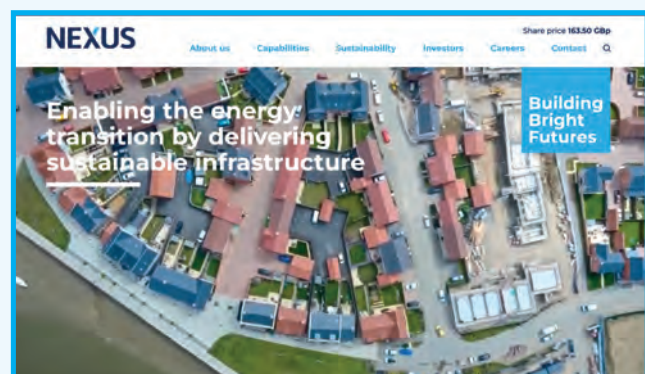 Share price 163.50 GBp
NEXUS
About us Capabilities Sustainability Investors Careers Contact
Enabling the energy
transition by delivering
sustainable infrastructure
Building
Bright
Futures